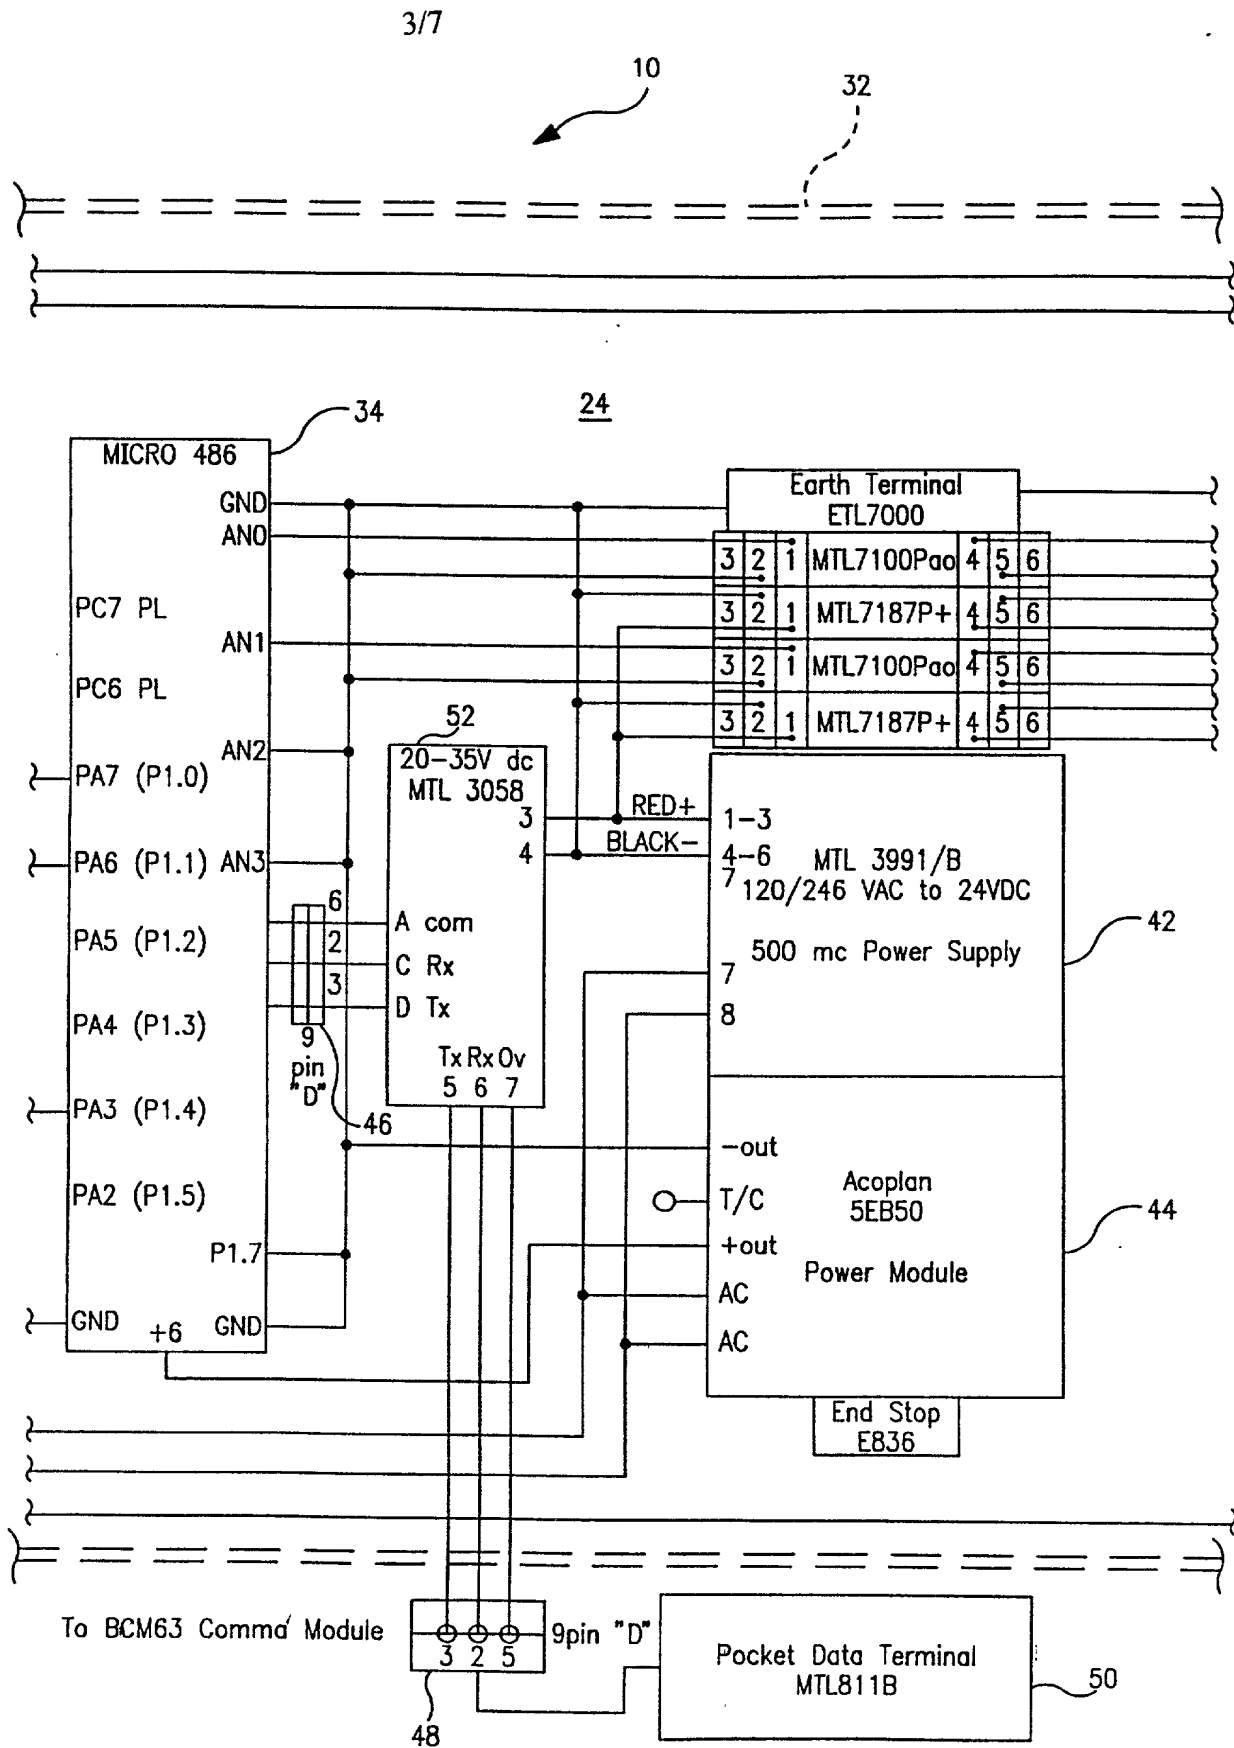 3/7
10
32
24
34
MICRO 486
GND
AN0
PC7 PL
AN1
PC6 PL
AN2
PA7 (P1.0)
PA6 (P1.1) AN3
PA5 (P1.2)
PA4 (P1.3)
PA3 (P1.4)
PA2 (P1.5)
P1.7
GND
+6
GND
6
2
3
9
pin
"D"
46
52
20-35V dc
MTL 3058
3
4
A com
C Rx
D Tx
Tx Rx Ov
5 6 7
RED+
BLACK-
Earth Terminal
ETL7000
3 2 1 MTL7100Pao 4 5 6
3 2 1 MTL7187P+ 4 5 6
3 2 1 MTL7100Pao 4 5 6
3 2 1 MTL7187P+ 4 5 6
1-3
4-6
7
MTL 3991/B
120/246 VAC to 24VDC
500 mc Power Supply
7
8
42
-out
T/C
+out
AC
AC
Acoplan
5EB50
Power Module
44
End Stop
E836
To BCM63 Comma' Module
3 2 5
9pin "D"
48
Pocket Data Terminal
MTL811B
50